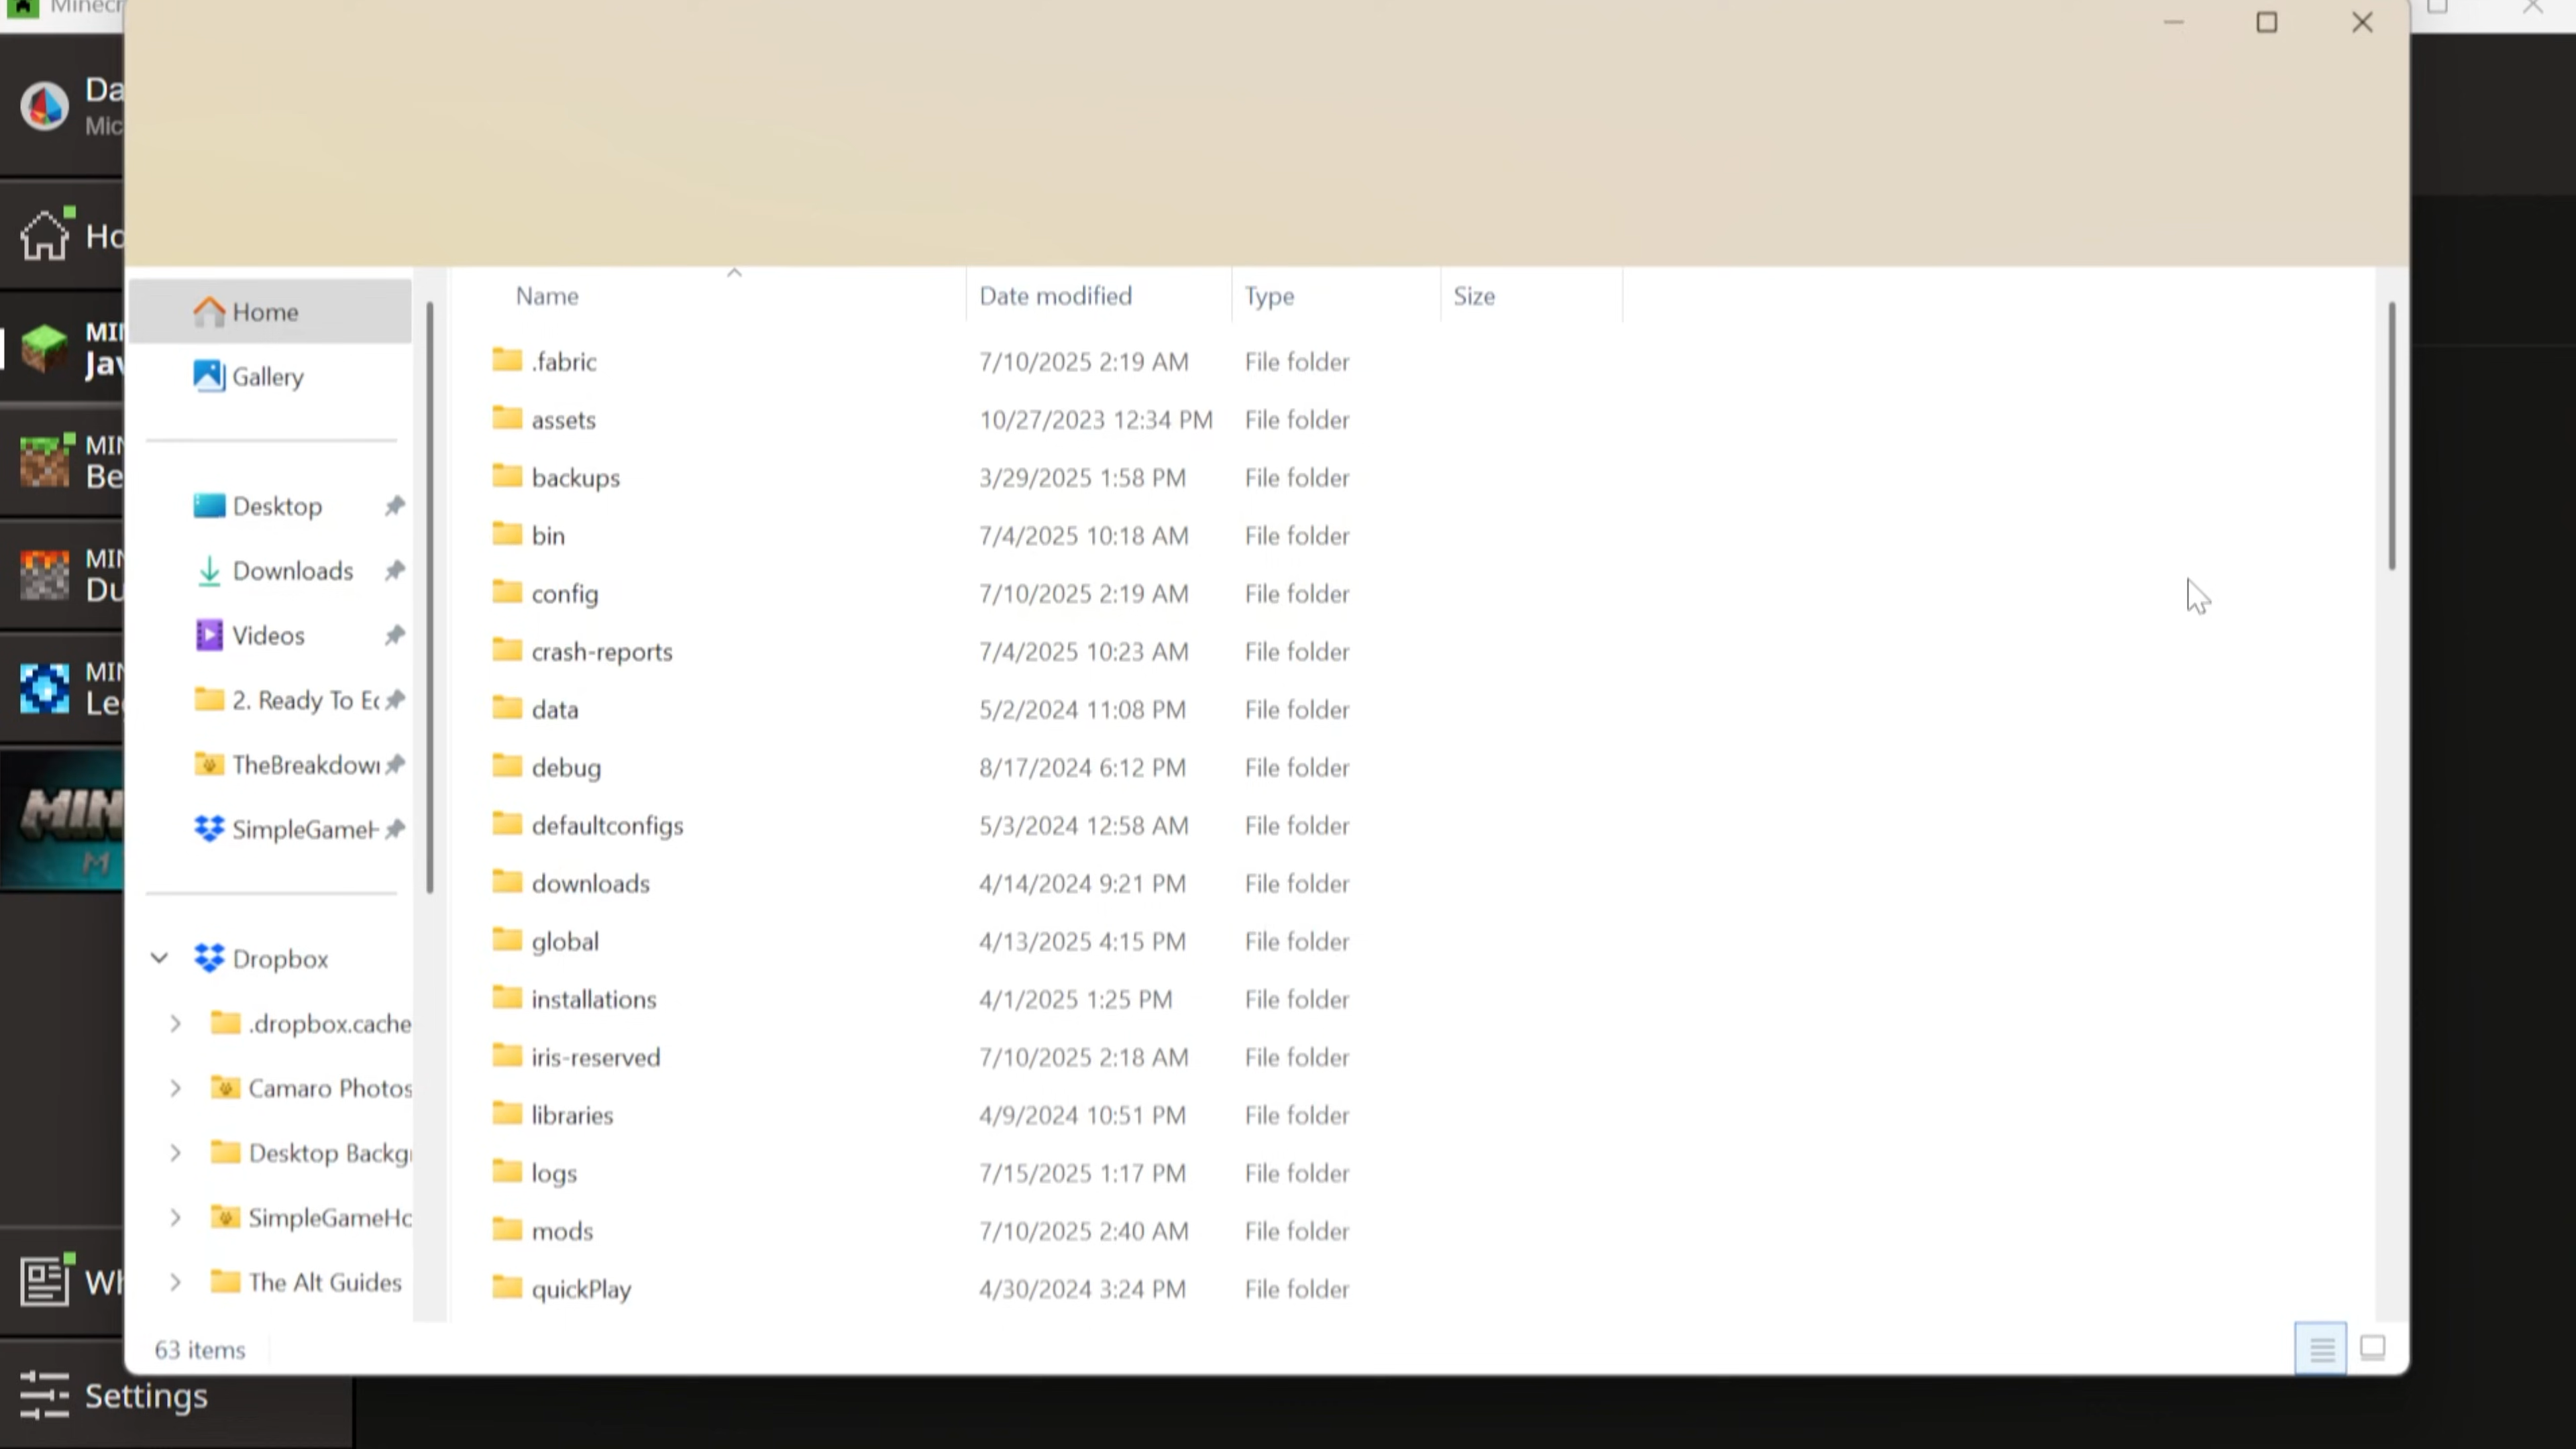 Minecr
Da
Mic
Ho
MIN
Jav
MIN
Be
MIN
Du
MIN
Le
MIN
M
Wh
Settings
Home
Gallery
Desktop
Downloads
Videos
2. Ready To Ec
TheBreakdow
SimpleGameH
Dropbox
.dropbox.cache
Camaro Photos
Desktop Backg
SimpleGameHo
The Alt Guides
Name Date modified Type Size
.fabric 7/10/2025 2:19 AM File folder
assets 10/27/2023 12:34 PM File folder
backups 3/29/2025 1:58 PM File folder
bin 7/4/2025 10:18 AM File folder
config 7/10/2025 2:19 AM File folder
crash-reports 7/4/2025 10:23 AM File folder
data 5/2/2024 11:08 PM File folder
debug 8/17/2024 6:12 PM File folder
defaultconfigs 5/3/2024 12:58 AM File folder
downloads 4/14/2024 9:21 PM File folder
global 4/13/2025 4:15 PM File folder
installations 4/1/2025 1:25 PM File folder
iris-reserved 7/10/2025 2:18 AM File folder
libraries 4/9/2024 10:51 PM File folder
logs 7/15/2025 1:17 PM File folder
mods 7/10/2025 2:40 AM File folder
quickPlay 4/30/2024 3:24 PM File folder
63 items